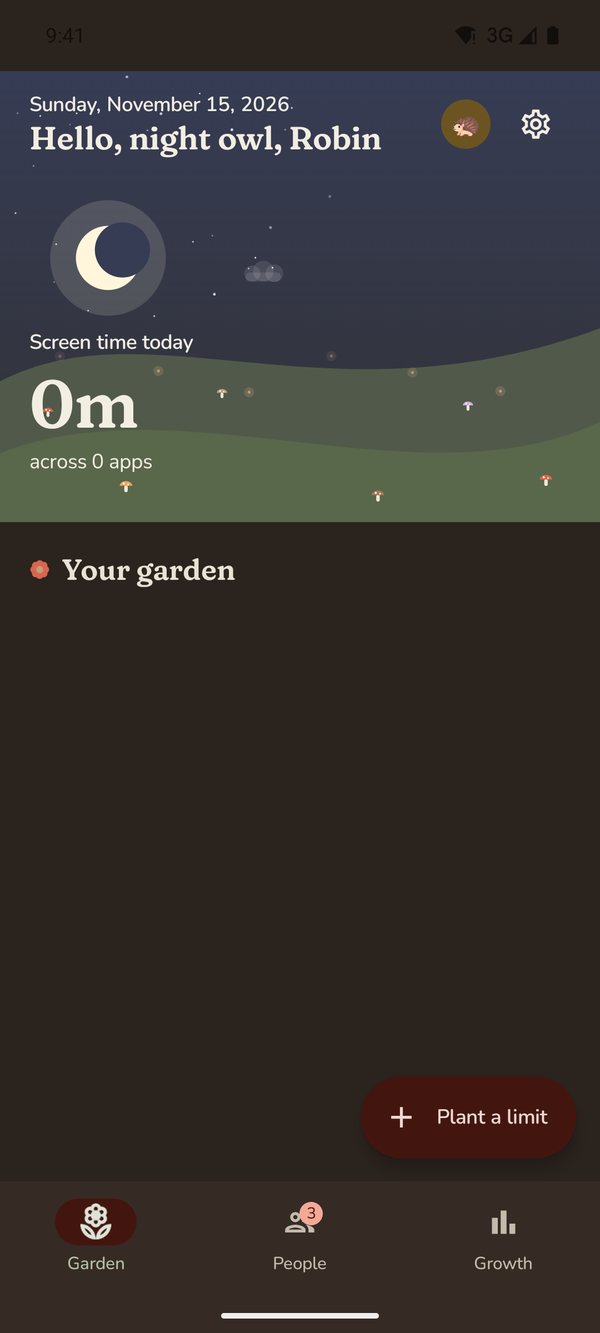 9:41
3G
Sunday, November 15, 2026
Hello, night owl, Robin
Screen time today
0m
across 0 apps
Your garden
Plant a limit
3
Garden
People
Growth